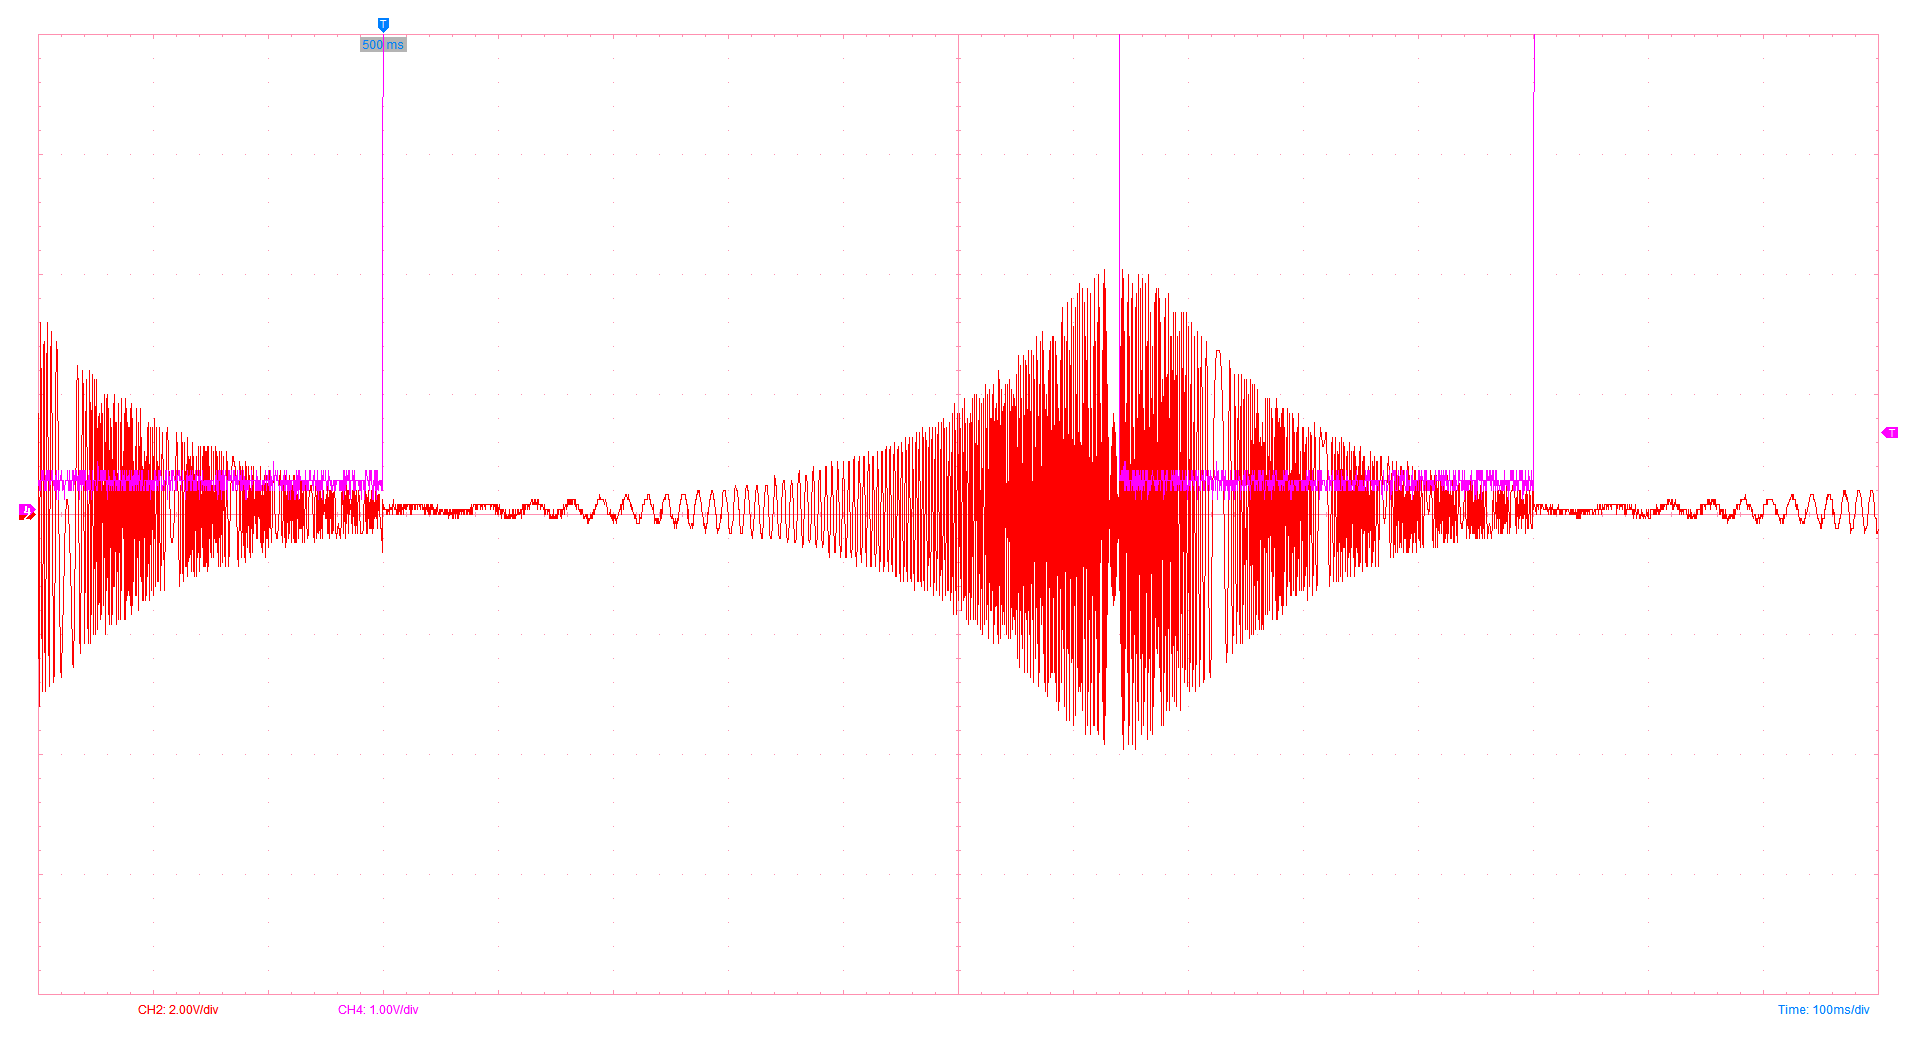 T
500 ms
T
CH2: 2.00V/div
CH4: 1.00V/div
Time: 100ms/div